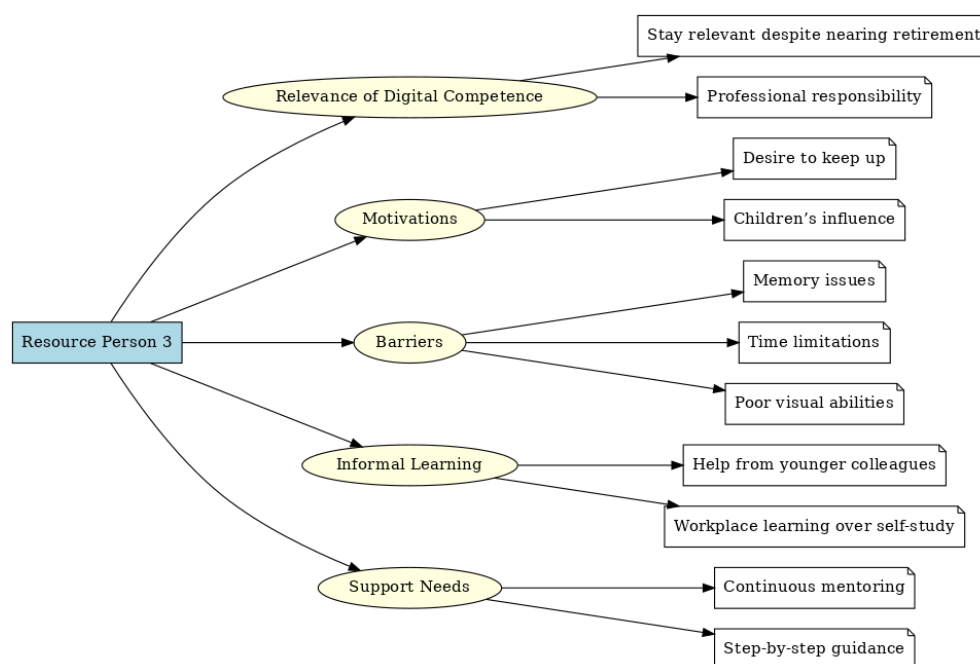 Stay relevant despite nearing retirement
Relevance of Digital Competence
Professional responsibility
Desire to keep up
Motivations
Children’s influence
Memory issues
Resource Person 3
Barriers
Time limitations
Poor visual abilities
Informal Learning
Help from younger colleagues
Workplace learning over self-study
Support Needs
Continuous mentoring
Step-by-step guidance